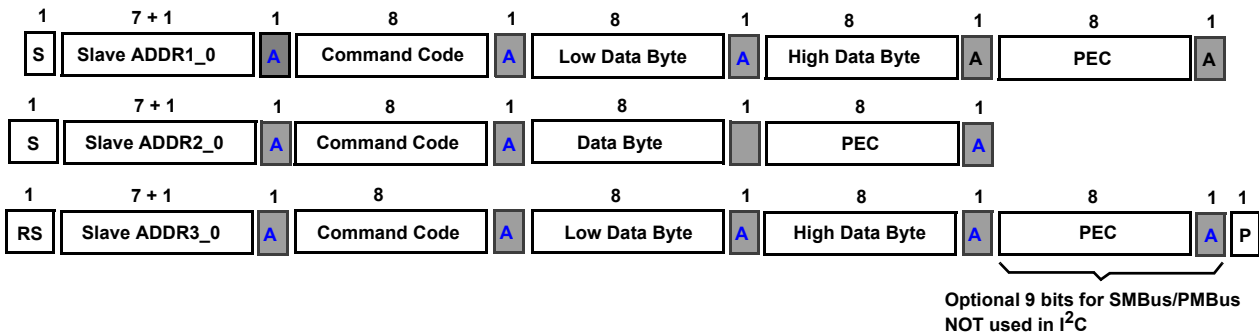 1 7 + 1 1 8 1 8 1 8 1 8 1
S Slave ADDR1_0 A Command Code A Low Data Byte A High Data Byte A PEC A
1 7 + 1 1 8 1 8 1 8 1
S Slave ADDR2_0 A Command Code A Data Byte PEC A
1 7 + 1 1 8 1 8 1 8 1 8 1 1
RS Slave ADDR3_0 A Command Code A Low Data Byte A High Data Byte A PEC A P
Optional 9 bits for SMBus/PMBus
NOT used in I²C